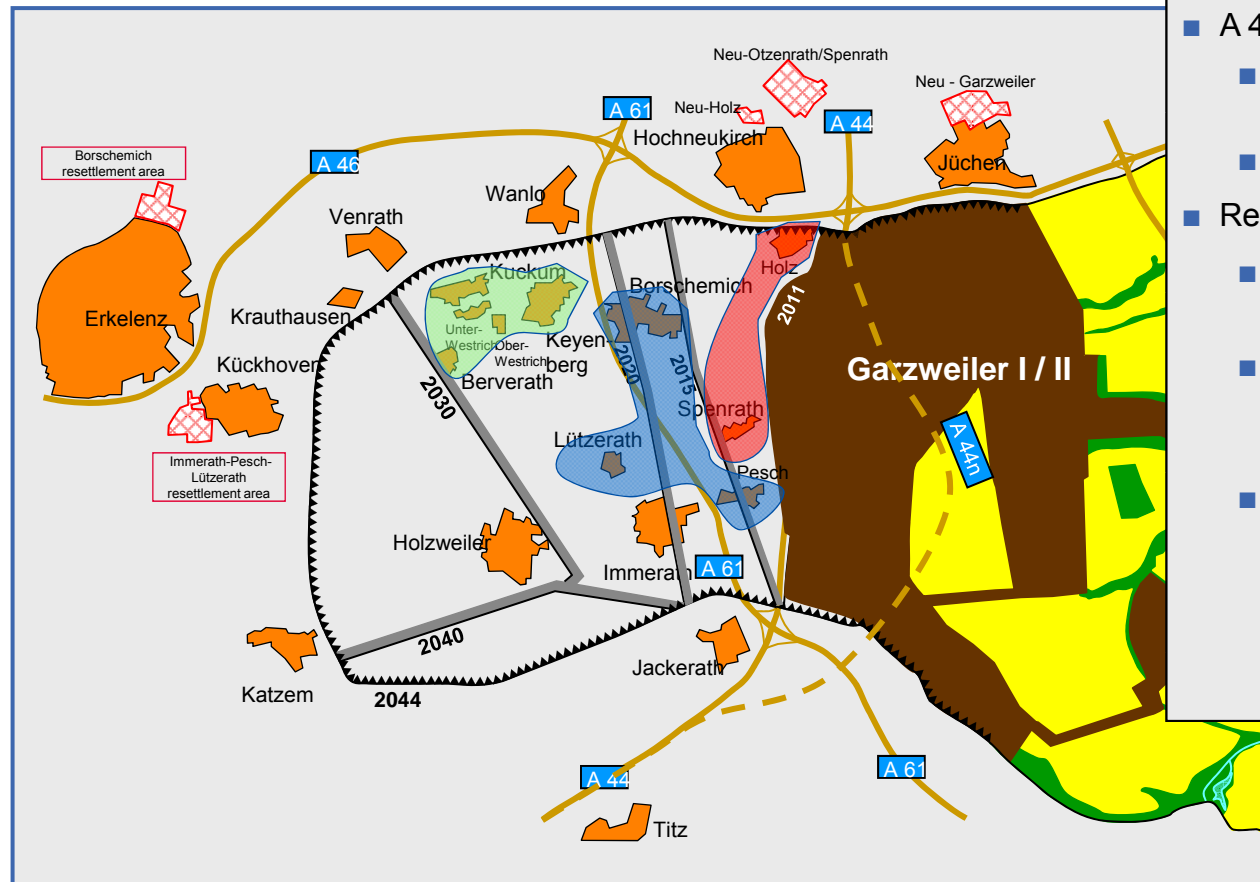 A 4
Re
Neu-Otzenrath/Spenrath
Neu - Garzweiler
Neu-Holz
A 61
A 44
Hochneukirch
Jüchen
Borschemich
resettlement area
A 46
Wanlo
Venrath
Kuckum
Holz
Borschemich
2011
Erkelenz
Krauthausen
Unter-
Westrich
Ober-
Westrich
Keyen-
berg
2020
2015
Kückhoven
Berverath
2030
Garzweiler I / II
Spenrath
A 44n
Lützerath
Pesch
Immerath-Pesch-
Lützerath
resettlement area
Holzweiler
Immerath
A 61
2040
Jackerath
Katzem
2044
A 44
A 61
Titz